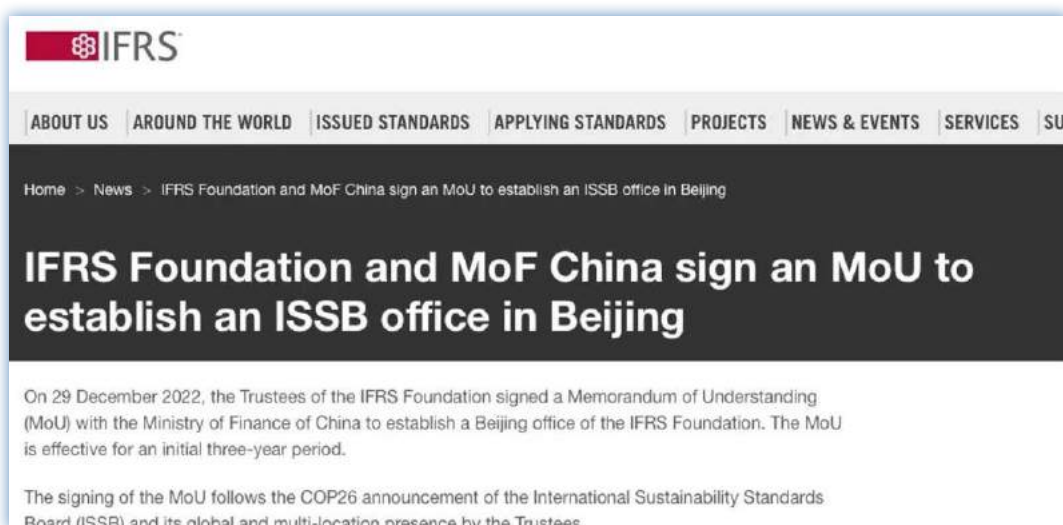 IFRS
ABOUT US AROUND THE WORLD ISSUED STANDARDS APPLYING STANDARDS PROJECTS NEWS & EVENTS SERVICES SU
Home > News > IFRS Foundation and MoF China sign an MoU to establish an ISSB office in Beijing
IFRS Foundation and MoF China sign an MoU to
establish an ISSB office in Beijing
On 29 December 2022, the Trustees of the IFRS Foundation signed a Memorandum of Understanding
(MoU) with the Ministry of Finance of China to establish a Beijing office of the IFRS Foundation. The MoU
is effective for an initial three-year period.
The signing of the MoU follows the COP26 announcement of the International Sustainability Standards
Board (ISSB) and its global and multi-location presence by the Trustees.